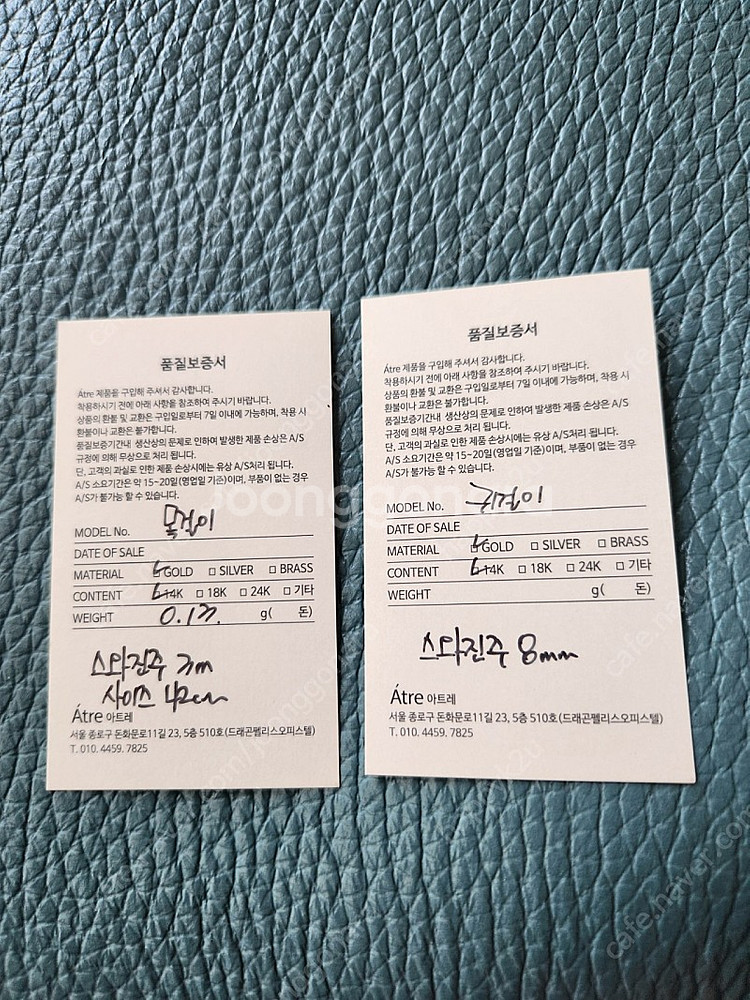 품질보증서
Átre 제품을 구입해 주셔서 감사합니다.
착용하시기 전에 아래 사항을 참조하여 주시기 바랍니다.
상품의 환불 및 교환은 구입일로부터 7일 이내에 가능하며, 착용 시
환불이나 교환은 불가합니다.
품질보증기간내 생산상의 문제로 인하여 발생한 제품 손상은 A/S
규정에 의해 무상으로 처리 됩니다.
단, 고객의 과실로 인한 제품 손상시에는 유상 A/S처리 됩니다.
A/S 소요기간은 약 15~20일(영업일 기준)이며, 부품이 없는 경우
A/S가 불가능 할 수 있습니다.
MODEL No. 목걸이
DATE OF SALE
MATERIAL GOLD □ SILVER □ BRASS
CONTENT 14K □ 18K □ 24K □ 기타
WEIGHT g( 돈)
스와진주 3m
사이즈 42cm
Átre 아트레
서울 종로구 돈화문로11길 23, 5층 510호(드래곤펠리스오피스텔)
T. 010. 4459. 7825
품질보증서
Átre 제품을 구입해 주셔서 감사합니다.
착용하시기 전에 아래 사항을 참조하여 주시기 바랍니다.
상품의 환불 및 교환은 구입일로부터 7일 이내에 가능하며, 착용 시
환불이나 교환은 불가합니다.
품질보증기간내 생산상의 문제로 인하여 발생한 제품 손상은 A/S
규정에 의해 무상으로 처리 됩니다.
단, 고객의 과실로 인한 제품 손상시에는 유상 A/S처리 됩니다.
A/S 소요기간은 약 15~20일(영업일 기준)이며, 부품이 없는 경우
A/S가 불가능 할 수 있습니다.
MODEL No. 귀걸이
DATE OF SALE
MATERIAL GOLD □ SILVER □ BRASS
CONTENT 14K □ 18K □ 24K □ 기타
WEIGHT g( 돈)
스와진주 8mm
Átre 아트레
서울 종로구 돈화문로11길 23, 5층 510호(드래곤펠리스오피스텔)
T. 010. 4459. 7825
cafe.naver.com